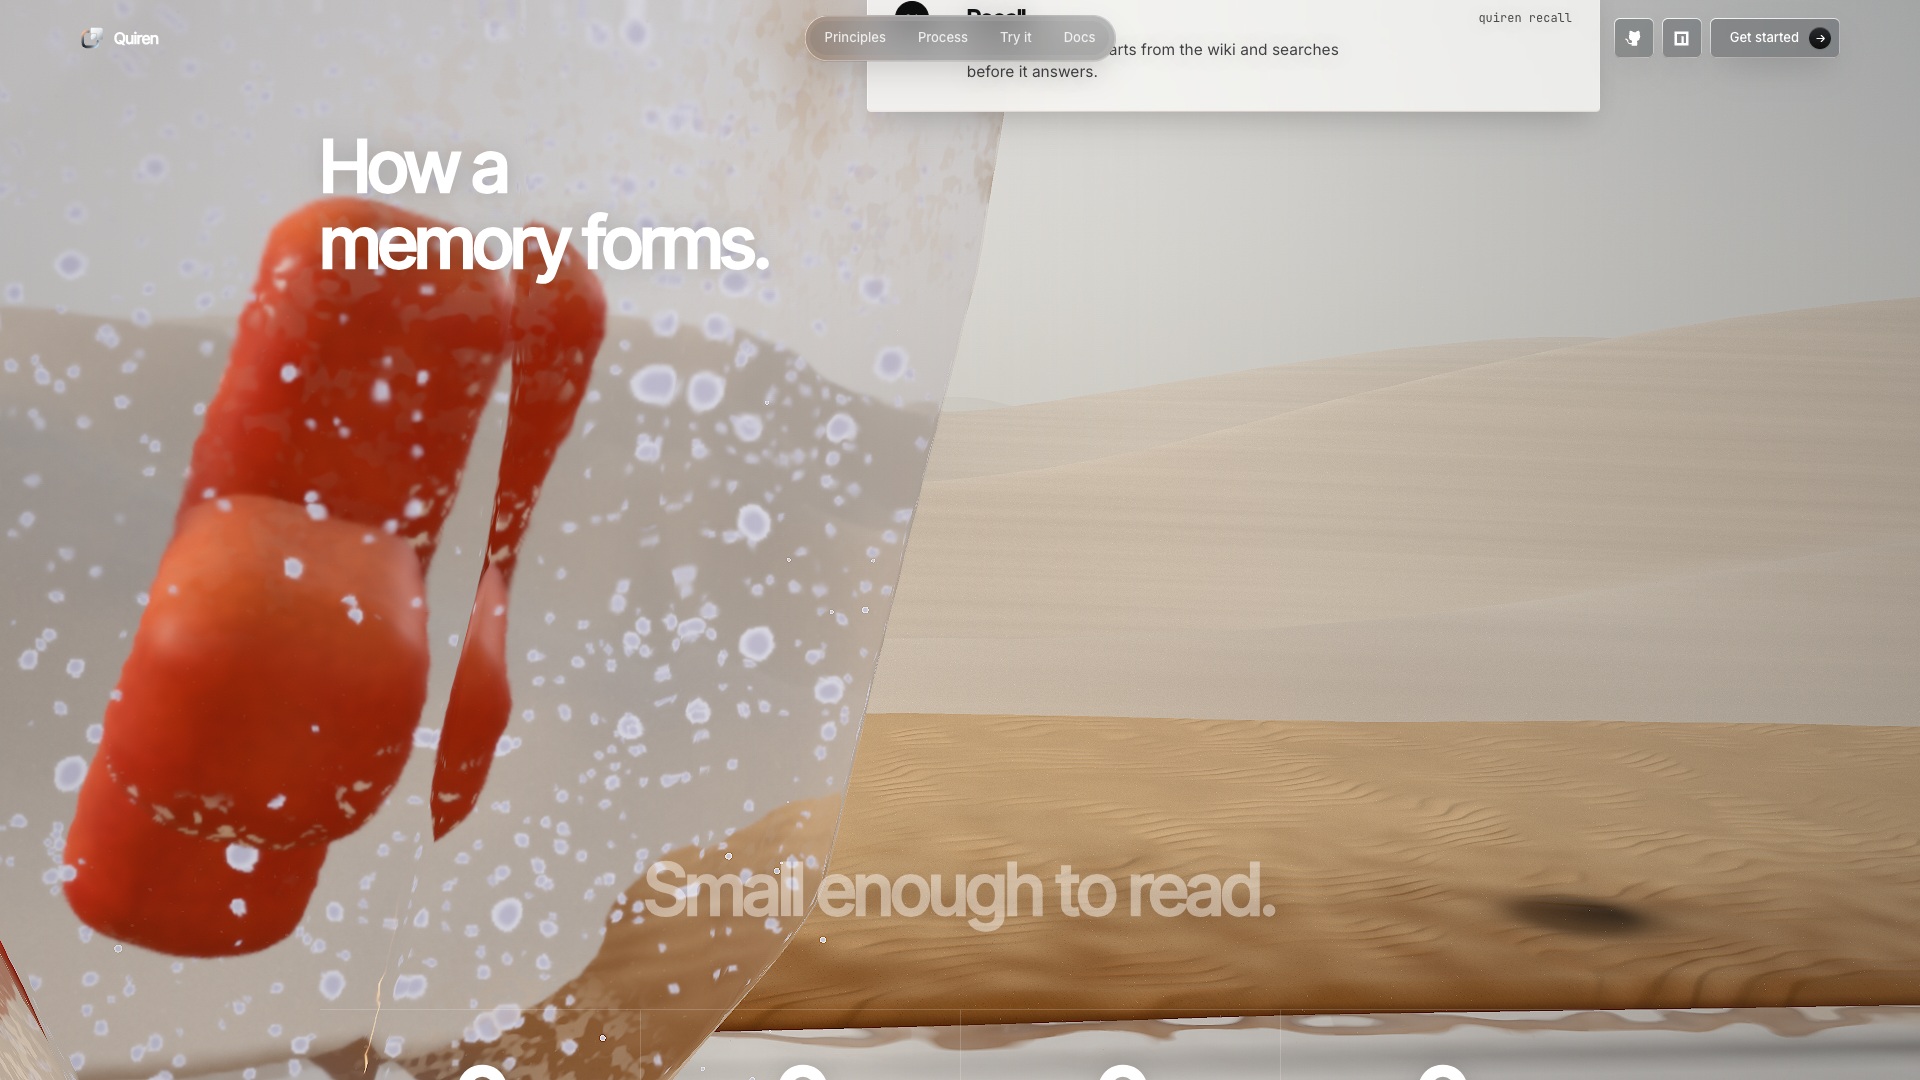 Quiren
Principles
Process
Try it
Docs
Get started
Recall
quiren recall
arts from the wiki and searches
before it answers.
How a
memory forms.
Small enough to read.